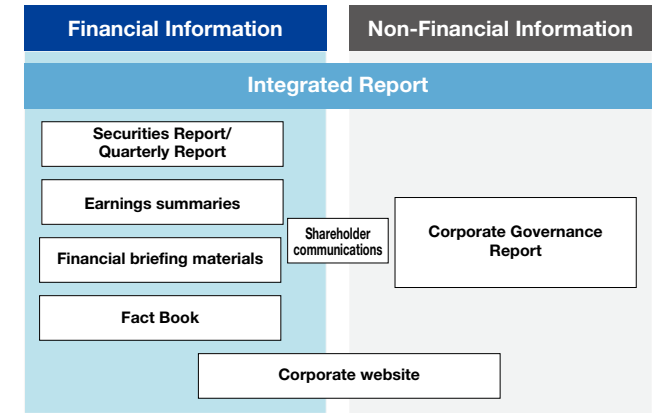 Financial Information
Non-Financial Information
Integrated Report
Securities Report/
Quarterly Report
Earnings summaries
Financial briefing materials
Fact Book
Shareholder
communications
Corporate Governance
Report
Corporate website